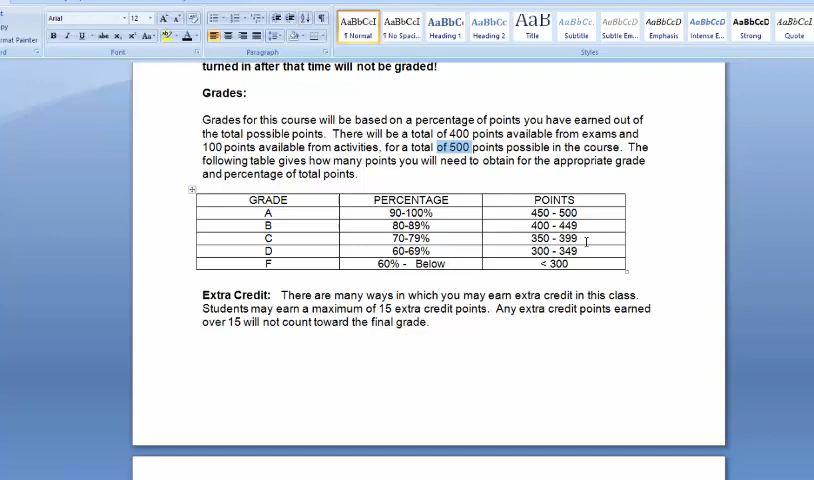 Arial 12
Format Painter
Font
Paragraph
Styles
AaBbCcI AaBbCcI AaBbC AaBbCc AaB AaBbCc. AaBbCcD AaBbCcD AaBbCcD AaBbCcD AaBbCcI
¶ Normal ¶ No Spaci... Heading 1 Heading 2 Title Subtitle Subtle Em... Emphasis Intense E... Strong Quote
turned in after that time will not be graded!
Grades:
Grades for this course will be based on a percentage of points you have earned out of
the total possible points. There will be a total of 400 points available from exams and
100 points available from activities, for a total of 500 points possible in the course. The
following table gives how many points you will need to obtain for the appropriate grade
and percentage of total points.
GRADE PERCENTAGE POINTS
A 90-100% 450 - 500
B 80-89% 400 - 449
C 70-79% 350 - 399
D 60-69% 300 - 349
F 60% - Below < 300
Extra Credit: There are many ways in which you may earn extra credit in this class.
Students may earn a maximum of 15 extra credit points. Any extra credit points earned
over 15 will not count toward the final grade.